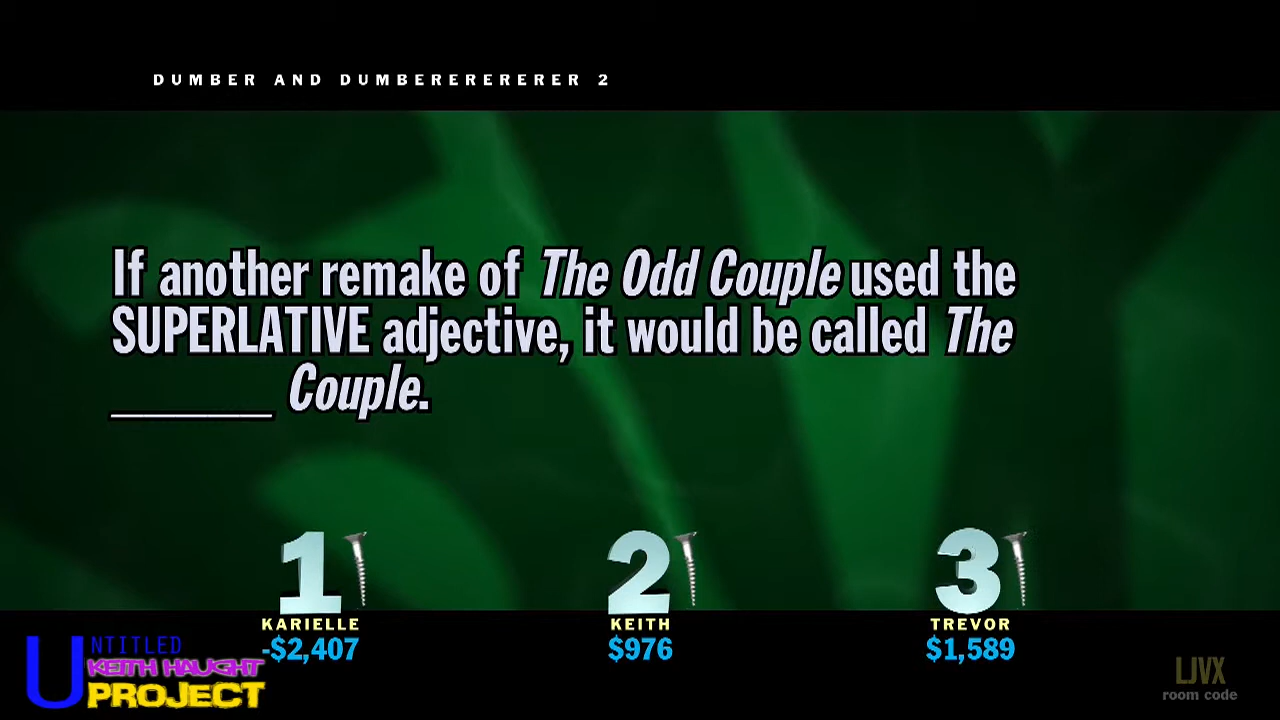 DUMBER AND DUMBERERERERER 2
If another remake of The Odd Couple used the
SUPERLATIVE adjective, it would be called The
______ Couple.
1 2 3
KARIELLE KEITH TREVOR
-$2,407 $976 $1,589
UNTITLED
KEITH HAUGHT
PROJECT
LJVX
room code